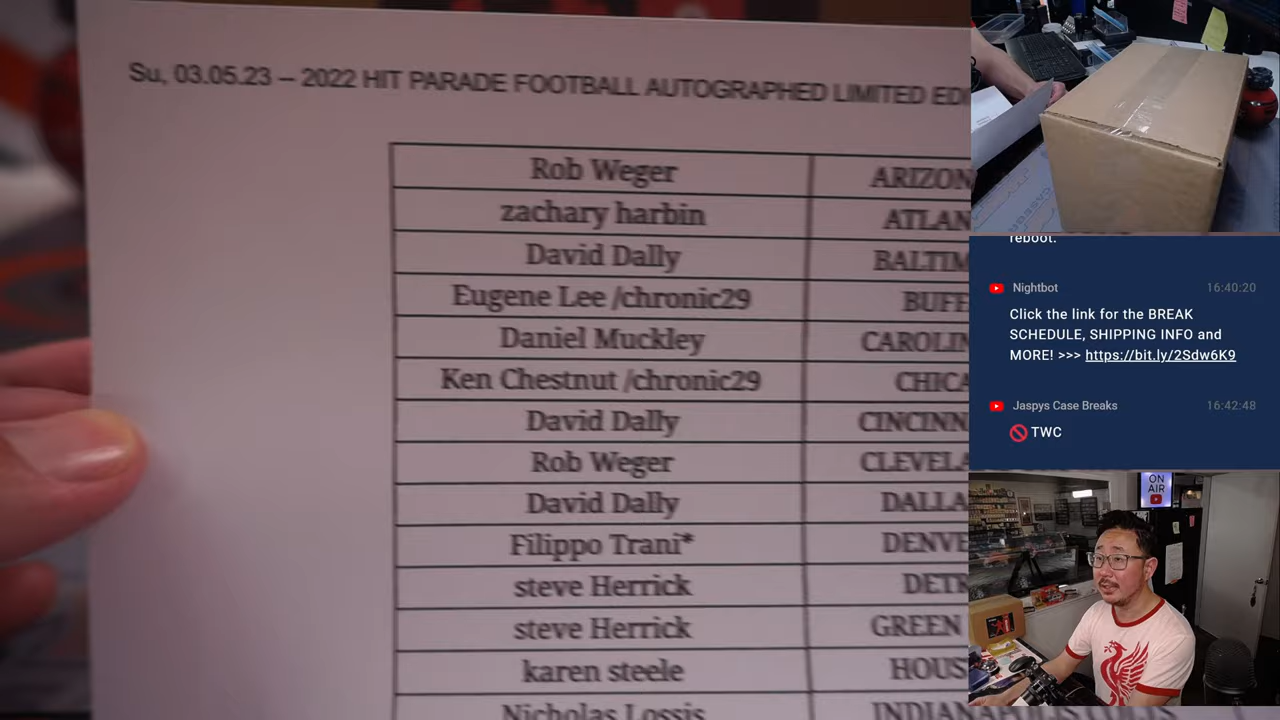 Su, 03.05.23 – 2022 HIT PARADE FOOTBALL AUTOGRAPHED LIMITED EDI
Rob Weger ARIZON
zachary harbin ATLAN
David Dally BALTIM
Eugene Lee /chronic29 BUFF
Daniel Muckley CAROLIN
Ken Chestnut /chronic29 CHICA
David Dally CINCINN
Rob Weger CLEVELA
David Dally DALLA
Filippo Trani* DENVE
steve Herrick DETR
steve Herrick GREEN
karen steele HOUS
Nicholas Lossis INDIANAPOLIS COLTS
reboot.
Nightbot 16:40:20
Click the link for the BREAK
SCHEDULE, SHIPPING INFO and
MORE! >>> https://bit.ly/2Sdw6K9
Jaspys Case Breaks 16:42:48
🚫 TWC
ON
AIR